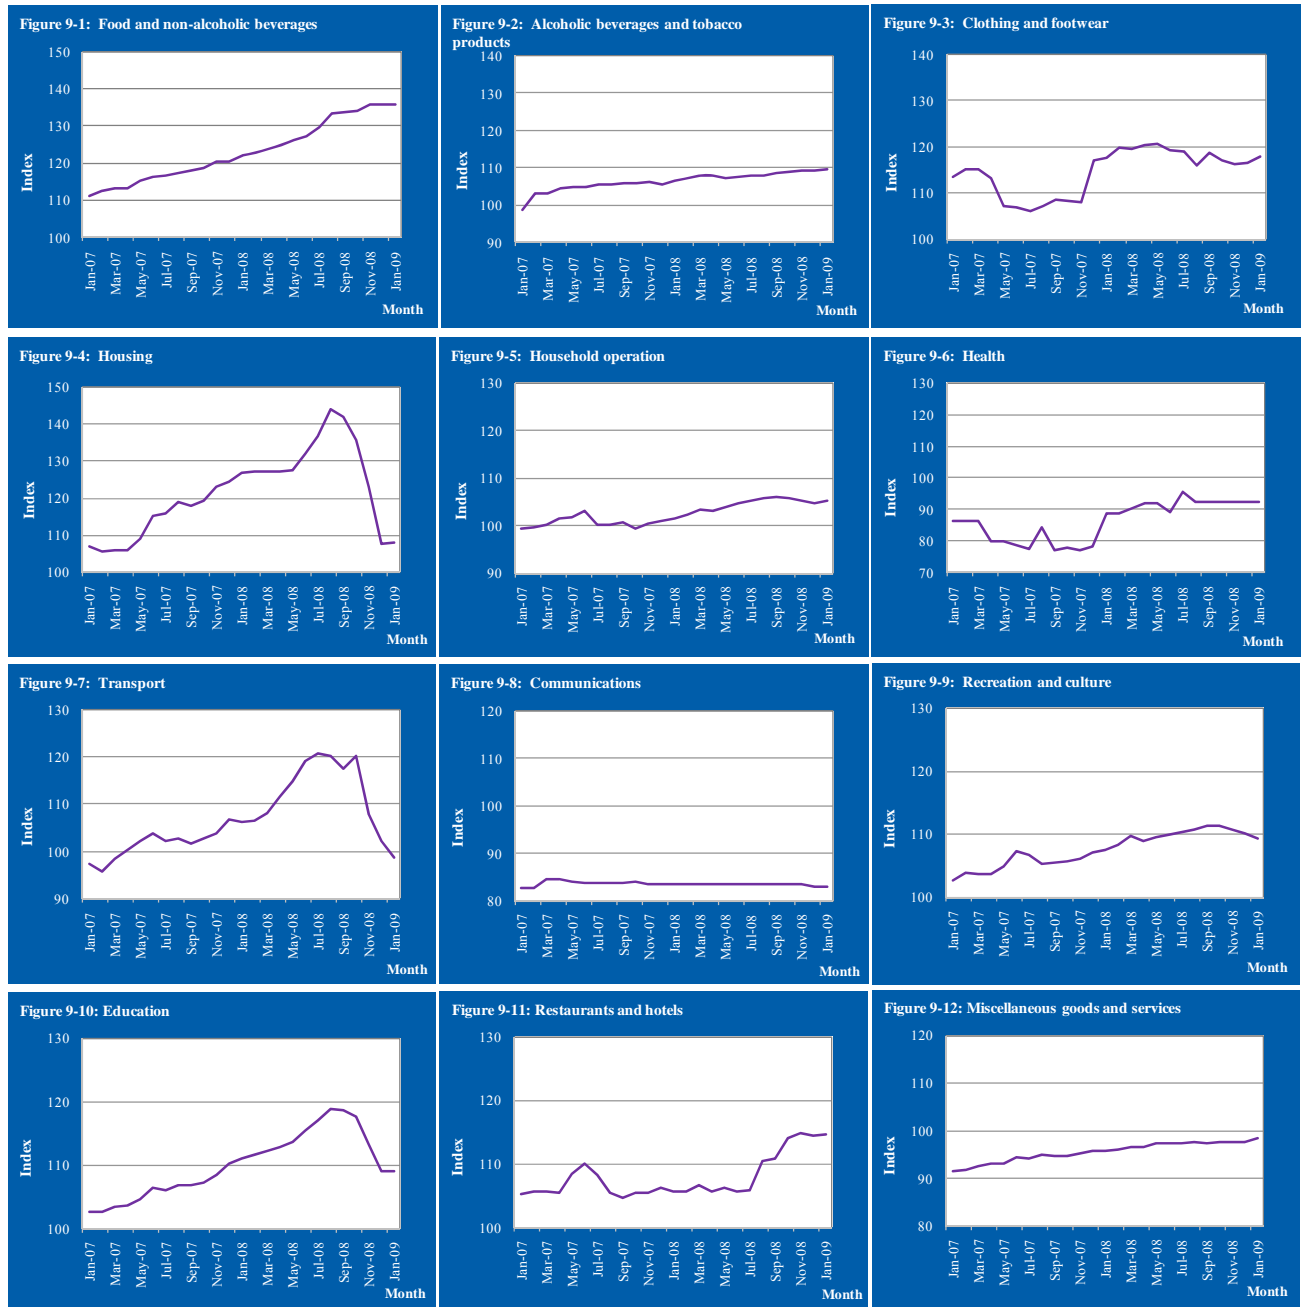 Figure 9-1: Food and non-alcoholic beverages
150
140
130
120
110
100
Index
Jan-07
Mar-07
May-07
Jul-07
Sep-07
Nov-07
Jan-08
Mar-08
May-08
Jul-08
Sep-08
Nov-08
Jan-09
Month
Figure 9-2: Alcoholic beverages and tobacco
products
140
130
120
110
100
90
Index
Jan-07
Mar-07
May-07
Jul-07
Sep-07
Nov-07
Jan-08
Mar-08
May-08
Jul-08
Sep-08
Nov-08
Jan-09
Month
Figure 9-3: Clothing and footwear
140
130
120
110
100
Index
Jan-07
Mar-07
May-07
Jul-07
Sep-07
Nov-07
Jan-08
Mar-08
May-08
Jul-08
Sep-08
Nov-08
Jan-09
Month
Figure 9-4: Housing
150
140
130
120
110
100
Index
Jan-07
Mar-07
May-07
Jul-07
Sep-07
Nov-07
Jan-08
Mar-08
May-08
Jul-08
Sep-08
Nov-08
Jan-09
Month
Figure 9-5: Household operation
130
120
110
100
90
Index
Jan-07
Mar-07
May-07
Jul-07
Sep-07
Nov-07
Jan-08
Mar-08
May-08
Jul-08
Sep-08
Nov-08
Jan-09
Month
Figure 9-6: Health
130
120
110
100
90
80
70
Index
Jan-07
Mar-07
May-07
Jul-07
Sep-07
Nov-07
Jan-08
Mar-08
May-08
Jul-08
Sep-08
Nov-08
Jan-09
Month
Figure 9-7: Transport
130
120
110
100
90
Index
Jan-07
Mar-07
May-07
Jul-07
Sep-07
Nov-07
Jan-08
Mar-08
May-08
Jul-08
Sep-08
Nov-08
Jan-09
Month
Figure 9-8: Communications
120
110
100
90
80
Index
Jan-07
Mar-07
May-07
Jul-07
Sep-07
Nov-07
Jan-08
Mar-08
May-08
Jul-08
Sep-08
Nov-08
Jan-09
Month
Figure 9-9: Recreation and culture
130
120
110
100
Index
Jan-07
Mar-07
May-07
Jul-07
Sep-07
Nov-07
Jan-08
Mar-08
May-08
Jul-08
Sep-08
Nov-08
Jan-09
Month
Figure 9-10: Education
130
120
110
100
Index
Jan-07
Mar-07
May-07
Jul-07
Sep-07
Nov-07
Jan-08
Mar-08
May-08
Jul-08
Sep-08
Nov-08
Jan-09
Month
Figure 9-11: Restaurants and hotels
130
120
110
100
Index
Jan-07
Mar-07
May-07
Jul-07
Sep-07
Nov-07
Jan-08
Mar-08
May-08
Jul-08
Sep-08
Nov-08
Jan-09
Month
Figure 9-12: Miscellaneous goods and services
120
110
100
90
80
Index
Jan-07
Mar-07
May-07
Jul-07
Sep-07
Nov-07
Jan-08
Mar-08
May-08
Jul-08
Sep-08
Nov-08
Jan-09
Month